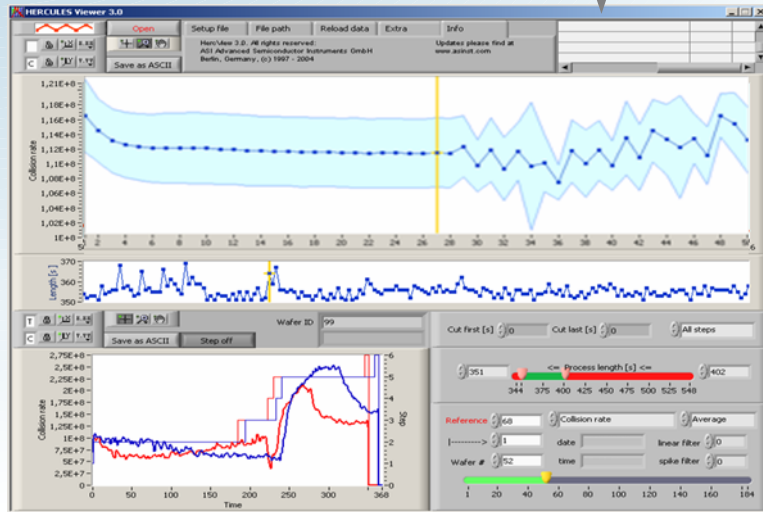 HERCULES Viewer 3.0
Open
Setup file
File path
Reload data
Extra
Info
Save as ASCII
HercView 3.0. All rights reserved:
ASI Advanced Semiconductor Instruments GmbH
Berlin, Germany, (c) 1997 - 2004
Updates please find at
www.asinst.com
C
Collision rate
1,21E+8
1,18E+8
1,16E+8
1,14E+8
1,12E+8
1,10E+8
1,08E+8
1,06E+8
1,04E+8
1,02E+8
1E+8
2 4 6 8 10 12 14 16 18 20 22 24 26 28 30 32 34 36 38 40 42 44 46 48
Length [s]
370
360
350
T
C
Save as ASCII
Step off
Wafer ID
99
Cut first [s]
0
Cut last [s]
0
All steps
Collision rate
2,75E+8
2,5E+8
2,25E+8
2E+8
1,75E+8
1,5E+8
1,25E+8
1E+8
7,5E+7
5E+7
2,5E+7
0E+0
Step
6
5
4
3
2
1
0
0 50 100 150 200 250 300 368
Time
351
<= Process length [s] <=
402
344 375 400 425 450 475 500 525 548
Reference
68
Collision rate
Average
|--------->
1
date
linear filter
0
Wafer #
52
time
spike filter
0
1 20 40 60 80 100 120 140 160 184